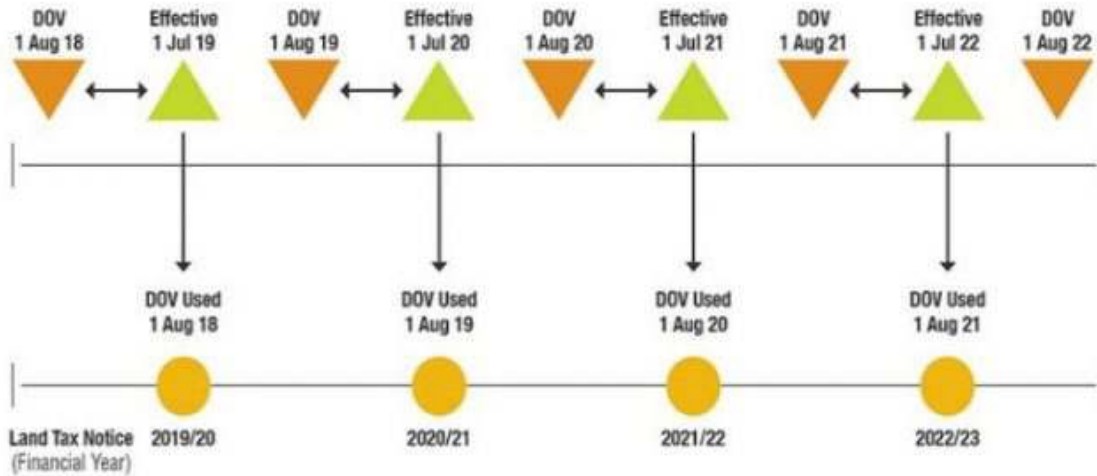 DOV
1 Aug 18
Effective
1 Jul 19
DOV
1 Aug 19
Effective
1 Jul 20
DOV
1 Aug 20
Effective
1 Jul 21
DOV
1 Aug 21
Effective
1 Jul 22
DOV
1 Aug 22
DOV Used
1 Aug 18
DOV Used
1 Aug 19
DOV Used
1 Aug 20
DOV Used
1 Aug 21
Land Tax Notice
(Financial Year)
2019/20
2020/21
2021/22
2022/23